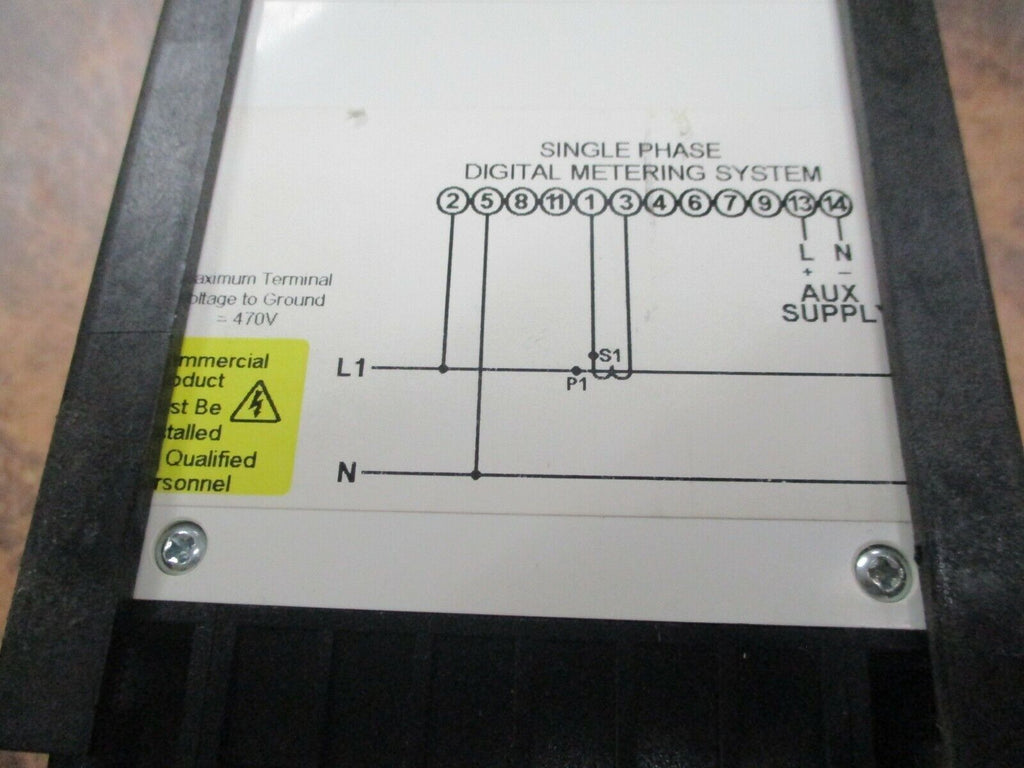 SINGLE PHASE
DIGITAL METERING SYSTEM
2 5 8 11 1 3 4 6 7 9 13 14
L N
+ −
AUX
SUPPLY
aximum Terminal
oltage to Ground
= 470V
mmercial
oduct
st Be
stalled
Qualified
rsonnel
L1
S1
P1
N